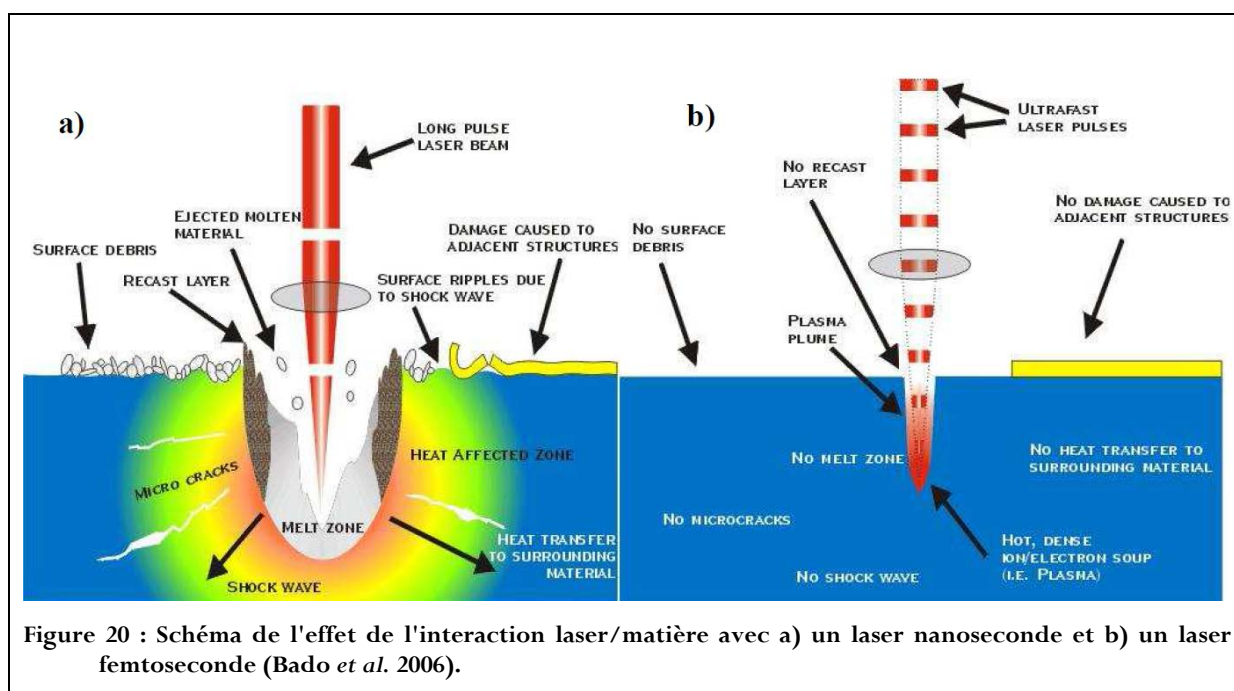 a)
LONG PULSE
LASER BEAM
EJECTED MOLTEN
MATERIAL
SURFACE DEBRIS
RECAST LAYER
DAMAGE CAUSED TO
ADJACENT STRUCTURES
SURFACE RIPPLES DUE
TO SHOCK WAVE
MICRO CRACKS
HEAT AFFECTED ZONE
MELT ZONE
SHOCK WAVE
HEAT TRANSFER
TO SURROUNDING
MATERIAL
b)
ULTRAFAST
LASER PULSES
NO RECAST
LAYER
NO SURFACE
DEBRIS
NO DAMAGE CAUSED TO
ADJACENT STRUCTURES
PLASMA
PLUME
NO MELT ZONE
NO HEAT TRANSFER TO
SURROUNDING MATERIAL
NO MICROCRACKS
NO SHOCK WAVE
HOT, DENSE
ION/ELECTRON SOUP
(I.E. PLASMA)
Figure 20 : Schéma de l'effet de l'interaction laser/matière avec a) un laser nanoseconde et b) un laser
femtoseconde (Bado et al. 2006).